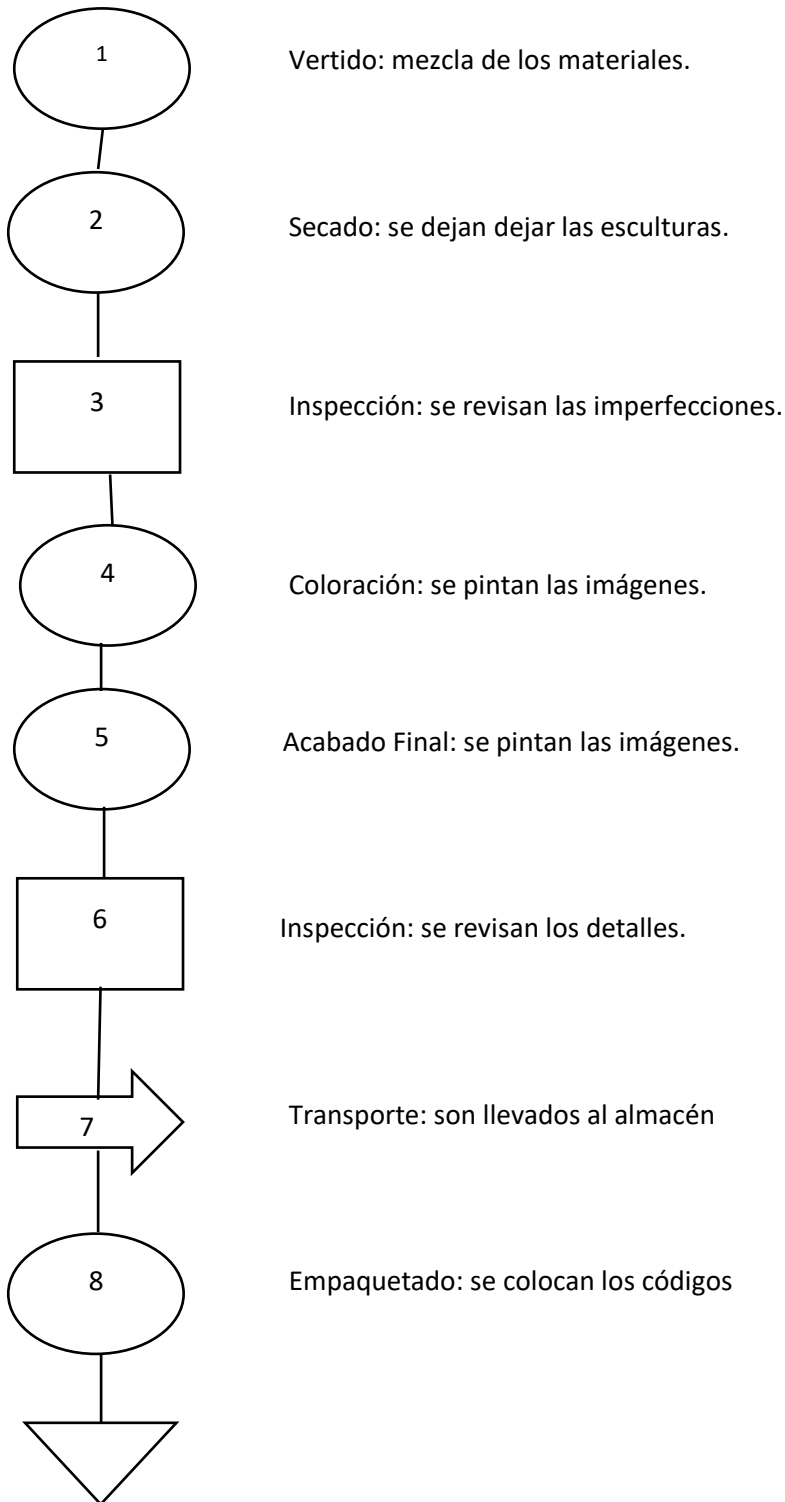 1
Vertido: mezcla de los materiales.
2
Secado: se dejan dejar las esculturas.
3
Inspección: se revisan las imperfecciones.
4
Coloración: se pintan las imágenes.
5
Acabado Final: se pintan las imágenes.
6
Inspección: se revisan los detalles.
7
Transporte: son llevados al almacén
8
Empaquetado: se colocan los códigos